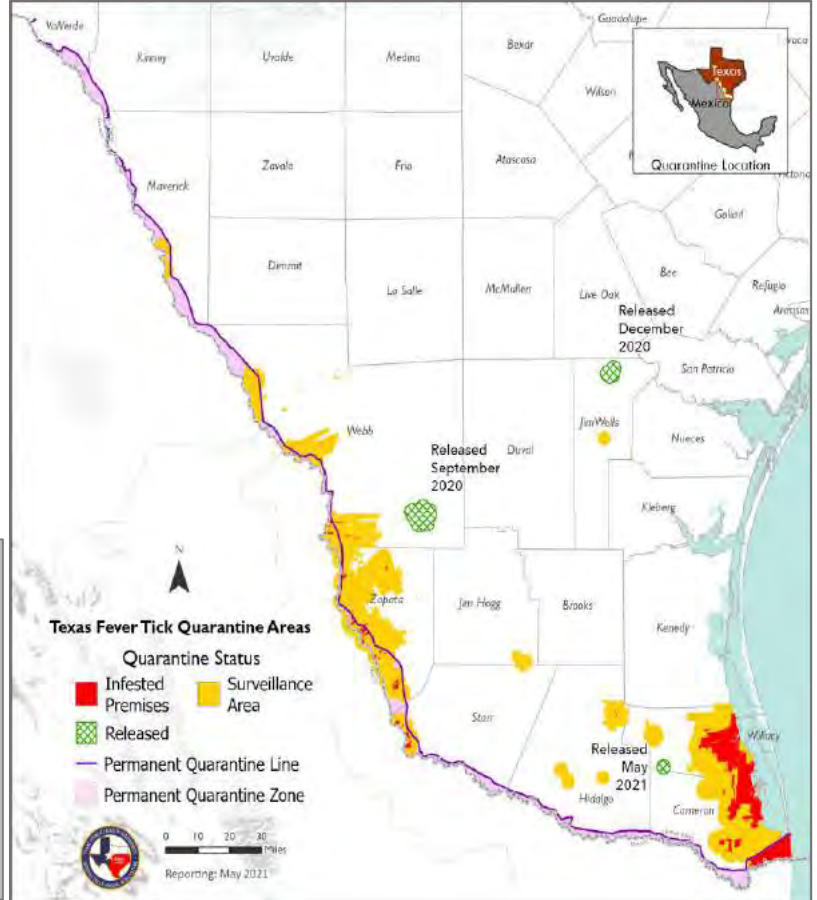 ValVerde
Kinney
Uvalde
Medina
Bexar
Guadalupe
Wilson
Texas
Mexico
Quarantine Location
Maverick
Zavala
Frio
Atascosa
Goliad
Dimmit
La Salle
McMullen
Live Oak
Bee
Refugio
Aransas
Released
December
2020
San Patricio
Webb
Duval
Jim Wells
Nueces
Released
September
2020
Kleberg
N
Zapata
Jim Hogg
Brooks
Kenedy
Texas Fever Tick Quarantine Areas
Quarantine Status
Infested
Premises
Surveillance
Area
Released
Permanent Quarantine Line
Permanent Quarantine Zone
Starr
Willacy
Released
May
2021
Hidalgo
Cameron
0 10 20 30
Miles
Reporting: May 2021